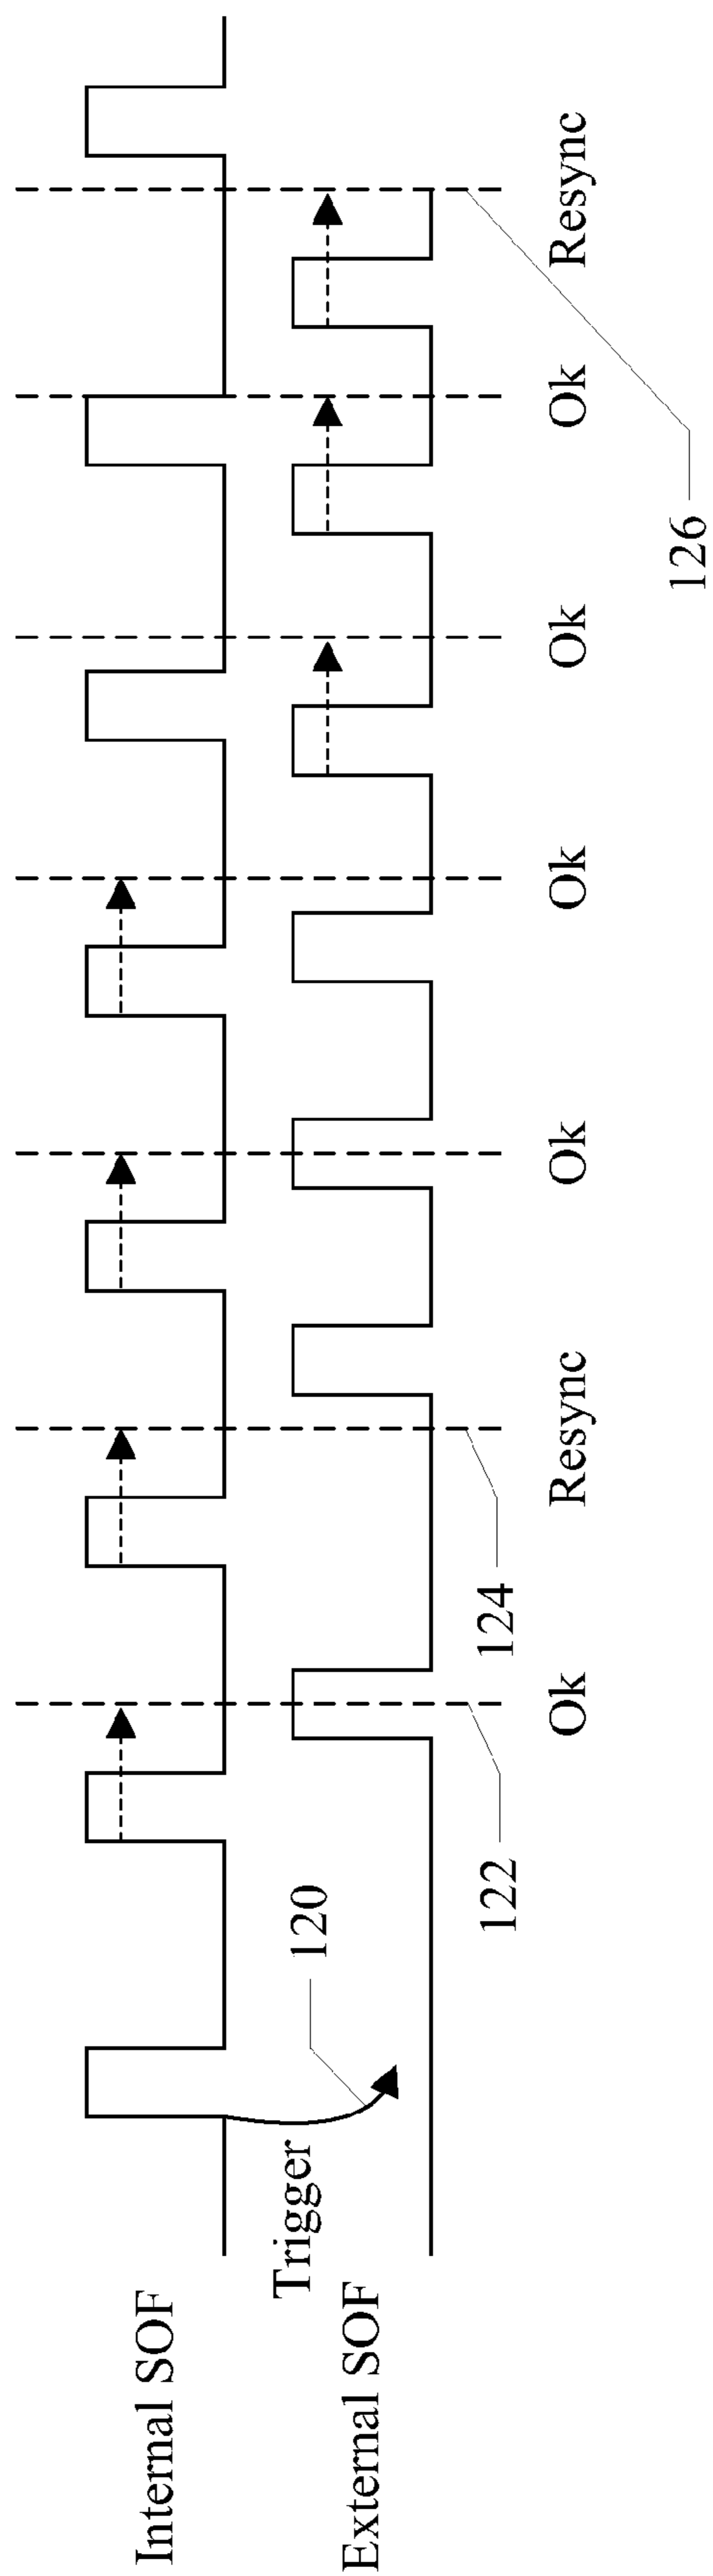 Internal SOF
Trigger
120
External SOF
122
124
126
Ok
Resync
Ok
Ok
Ok
Ok
Resync